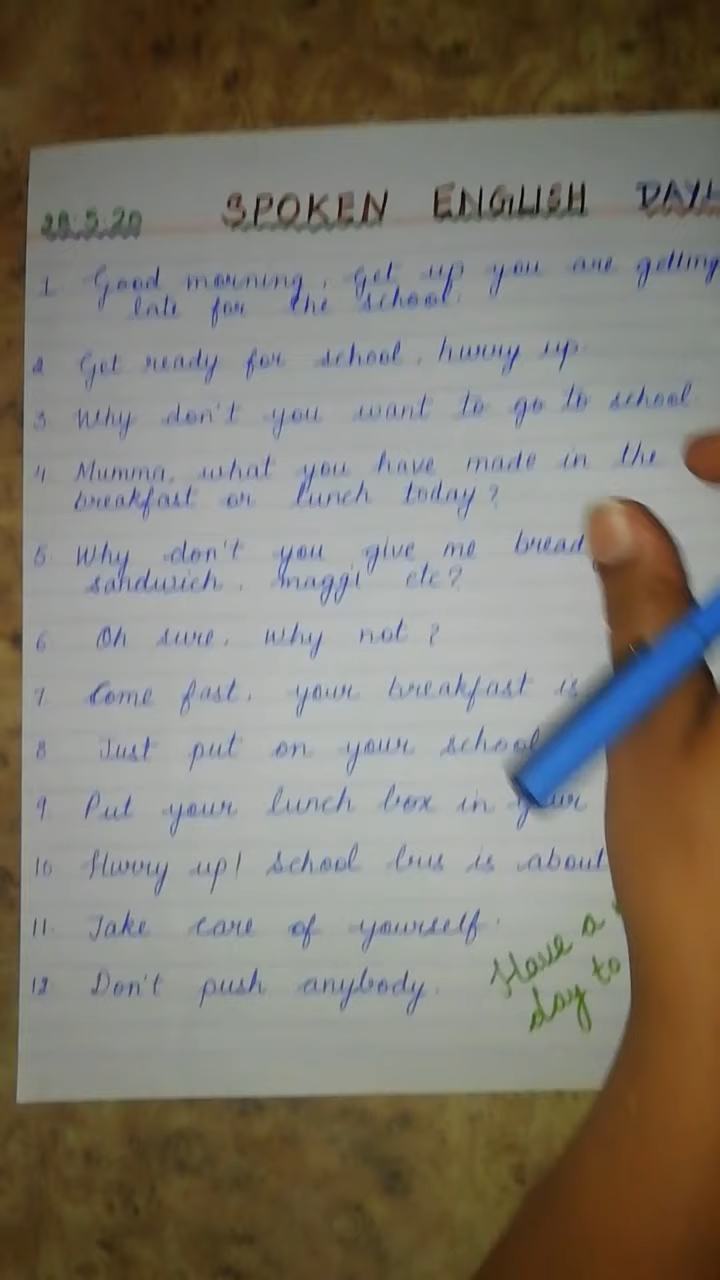 28.5.20 SPOKEN ENGLISH
1 Good morning, Get up you are getting
late for the school.
2 Get ready for school, hurry up.
3 Why don't you want to go to school
4 Mumma, what you have made in the
breakfast or lunch today?
5 Why don't you give me bread
sandwich, maggi etc?
6 Oh sure, why not?
7 Come fast, your breakfast is
8 Just put on your school
9 Put your lunch box in your
10 Hurry up! school bus is about
11. Take care of yourself.
12 Don't push anybody.
Have a
day to